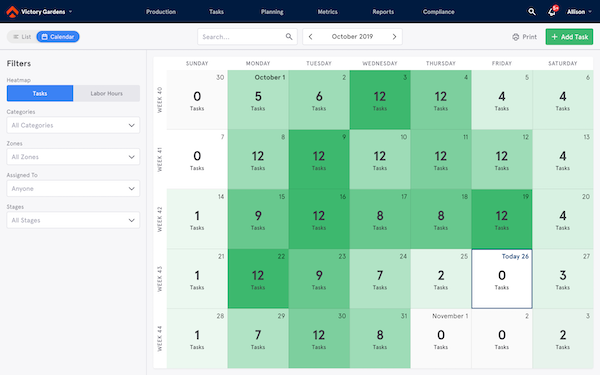 Victory Gardens
Production
Tasks
Planning
Metrics
Reports
Compliance
Allison
List
Calendar
Search...
October 2019
Print
+ Add Task
Filters
Heatmap
Tasks
Labor Hours
Categories
All Categories
Zones
All Zones
Assigned To
Anyone
Stages
All Stages
SUNDAY MONDAY TUESDAY WEDNESDAY THURSDAY FRIDAY SATURDAY
WEEK 40
30 October 1 2 3 4 5 6
0 5 6 12 12 4 4
Tasks Tasks Tasks Tasks Tasks Tasks Tasks
WEEK 41
7 8 9 10 11 12 13
0 12 12 12 12 12 4
Tasks Tasks Tasks Tasks Tasks Tasks Tasks
WEEK 42
14 15 16 17 18 19 20
1 9 12 8 8 12 4
Tasks Tasks Tasks Tasks Tasks Tasks Tasks
WEEK 43
21 22 23 24 25 Today 26 27
1 12 9 7 2 0 3
Tasks Tasks Tasks Tasks Tasks Tasks Tasks
WEEK 44
28 29 30 31 November 1 2 3
1 7 12 8 0 0 2
Tasks Tasks Tasks Tasks Tasks Tasks Tasks